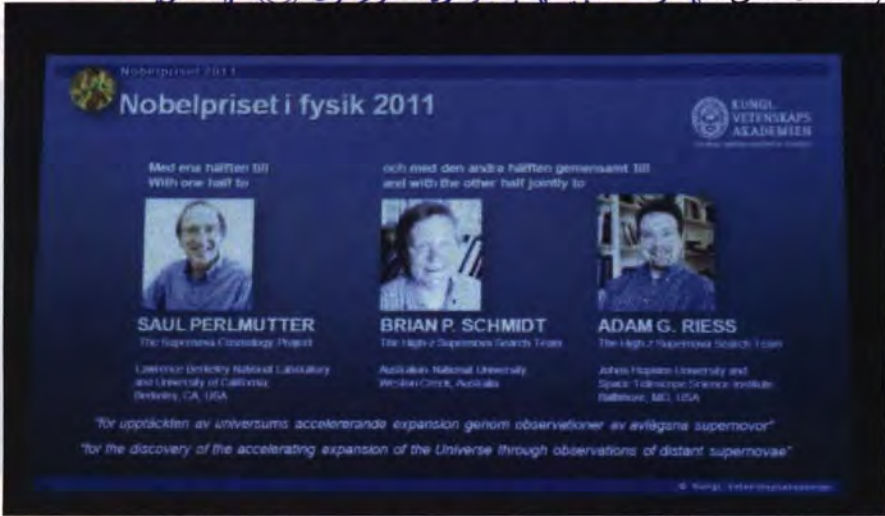 Nobelpriset 2011
Nobelpriset i fysik 2011
KUNGL.
VETENSKAPS
AKADEMIEN
Med ena hälften till
With one half to
och med den andra hälften gemensamt till
and with the other half jointly to
SAUL PERLMUTTER
The Supernova Cosmology Project
Lawrence Berkeley National Laboratory
and University of California
Berkeley, CA, USA
BRIAN P. SCHMIDT
The High-z Supernova Search Team
Australian National University
Weston Creek, Australia
ADAM G. RIESS
The High-z Supernova Search Team
Johns Hopkins University and
Space Telescope Science Institute
Baltimore, MD, USA
"för upptäckten av universums accelererande expansion genom observationer av avlägsna supernovor"
"for the discovery of the accelerating expansion of the Universe through observations of distant supernovae"
© Kungl. Vetenskapsakademien